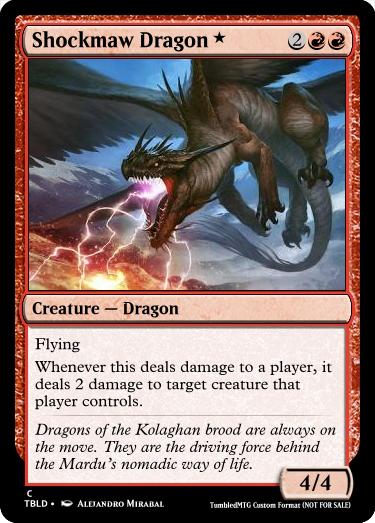 Shockmaw Dragon ★ 2
Creature — Dragon
Flying
Whenever this deals damage to a player, it
deals 2 damage to target creature that
player controls.
Dragons of the Kolaghan brood are always on
the move. They are the driving force behind
the Mardu's nomadic way of life.
4/4
C
TBLD • Alejandro Mirabal
TumbledMTG Custom Format (NOT FOR SALE)